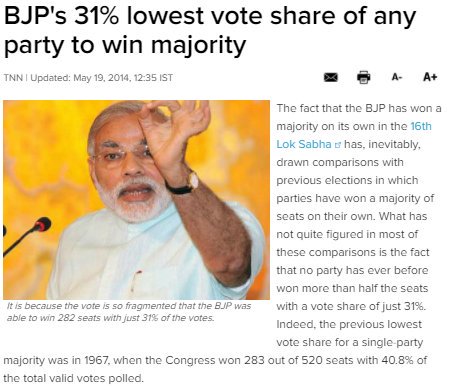 BJP's 31% lowest vote share of any
party to win majority
TNN | Updated: May 19, 2014, 12:35 IST
A- A+
The fact that the BJP has won a
majority on its own in the 16th
Lok Sabha has, inevitably,
drawn comparisons with
previous elections in which
parties have won a majority of
seats on their own. What has
not quite figured in most of
these comparisons is the fact
that no party has ever before
won more than half the seats
with a vote share of just 31%.
Indeed, the previous lowest
vote share for a single-party
It is because the vote is so fragmented that the BJP was
able to win 282 seats with just 31% of the votes.
majority was in 1967, when the Congress won 283 out of 520 seats with 40.8% of
the total valid votes polled.